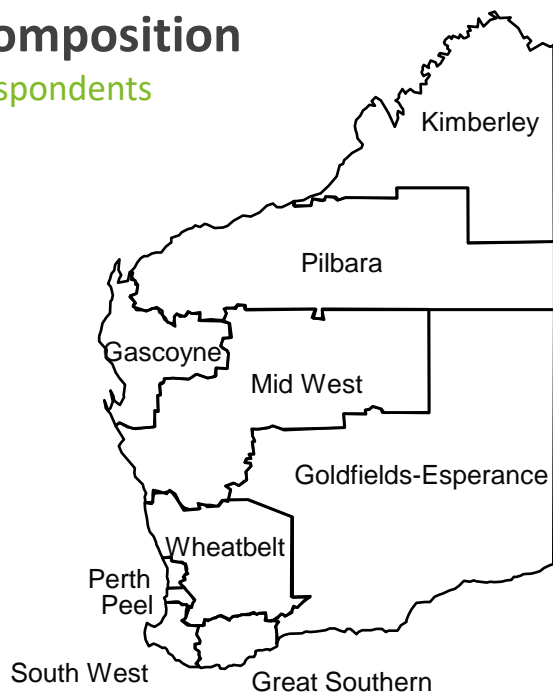 omposition
spondents
Kimberley
Pilbara
Gascoyne
Mid West
Goldfields-Esperance
Wheatbelt
Perth
Peel
South West
Great Southern